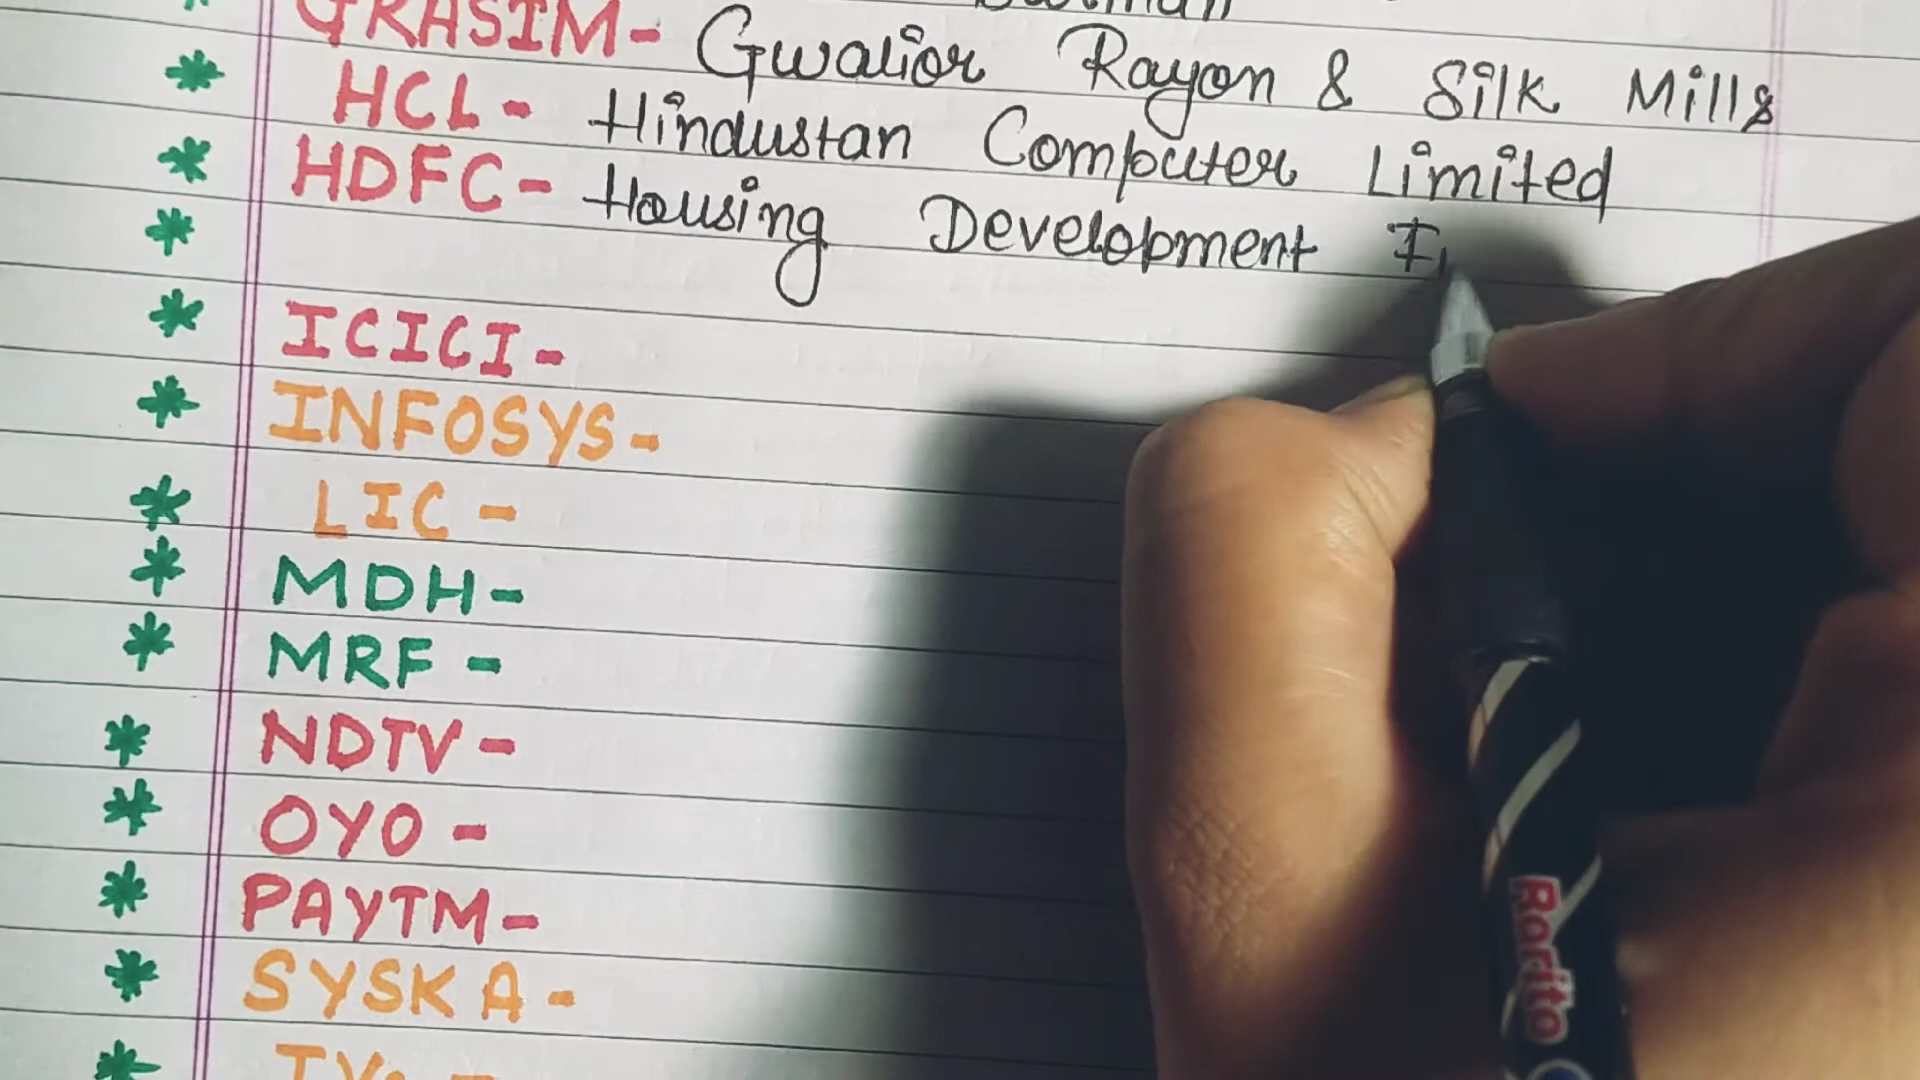 GRASIM- Gwalior Rayon & Silk Mills
HCL- Hindustan Computer Limited
HDFC- Housing Development
ICICI-
INFOSYS-
LIC-
MDH-
MRF-
NDTV-
OYO-
PAYTM-
SYSKA-
Rorito